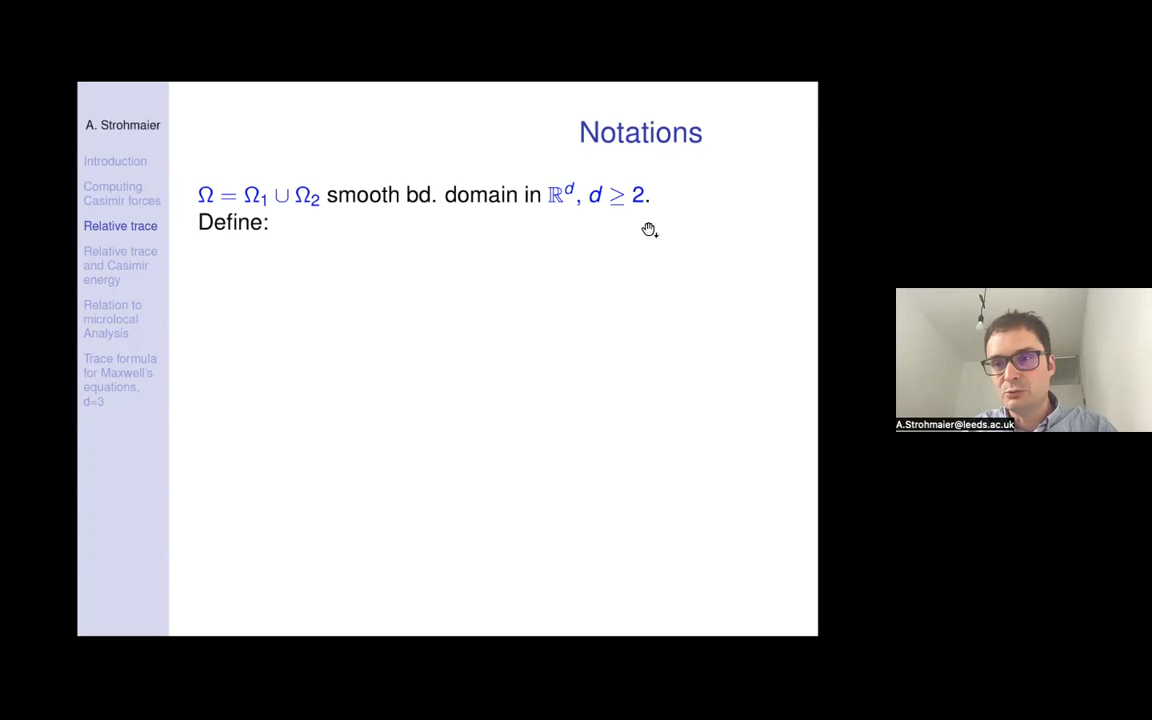 A. Strohmaier
Introduction
Computing
Casimir forces
Relative trace
Relative trace
and Casimir
energy
Relation to
microlocal
Analysis
Trace formula
for Maxwell's
equations,
d=3
Notations
Ω = Ω₁ ∪ Ω₂ smooth bd. domain in ℝᵈ, d ≥ 2.
Define:
A.Strohmaier@leeds.ac.uk